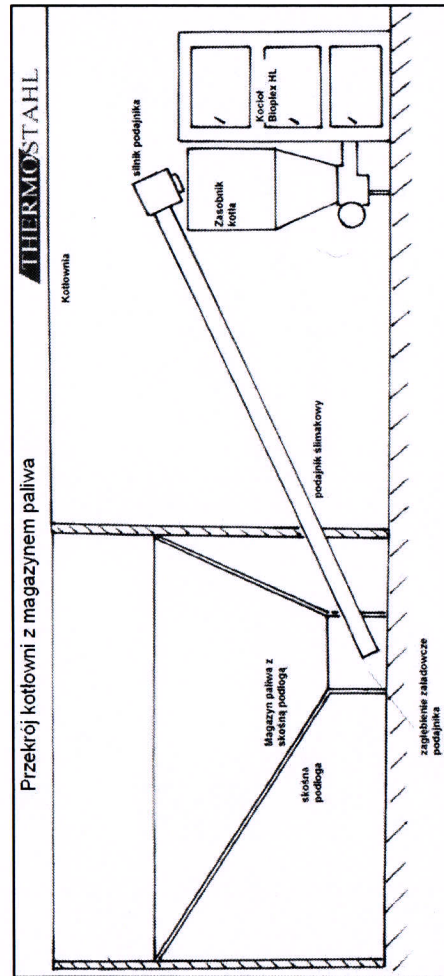 Przekrój kotłowni z magazynem paliwa
THERMOSTAHL
Kotłownia
silnik podajnika
Zasobnik
kotła
Kocioł
Bioplex HL
podajnik ślimakowy
Magazyn paliwa z
skośną podłogą
skośna
podłoga
zagłębienie załadowcze
podajnika